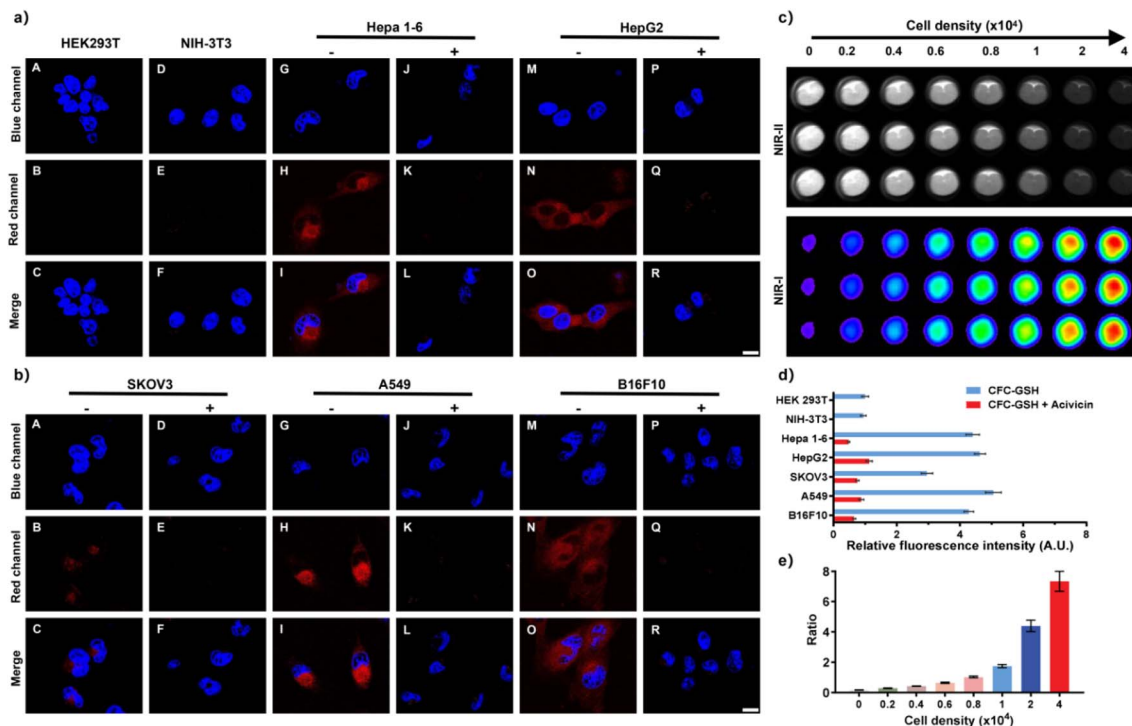 a)
HEK293T NIH-3T3 Hepa 1-6 HepG2
- + - +
Blue channel A D G J M P
Red channel B E H K N Q
Merge C F I L O R
b)
SKOV3 A549 B16F10
- + - + - +
Blue channel A D G J M P
Red channel B E H K N Q
Merge C F I L O R
c)
Cell density (x10⁴)
0 0.2 0.4 0.6 0.8 1 2 4
NIR-II
NIR-I
d)
CFC-GSH
CFC-GSH + Acivicin
HEK 293T
NIH-3T3
Hepa 1-6
HepG2
SKOV3
A549
B16F10
0 2 4 6 8
Relative fluorescence intensity (A.U.)
e)
Ratio
8
6
4
2
0
0 0.2 0.4 0.6 0.8 1 2 4
Cell density (x10⁴)